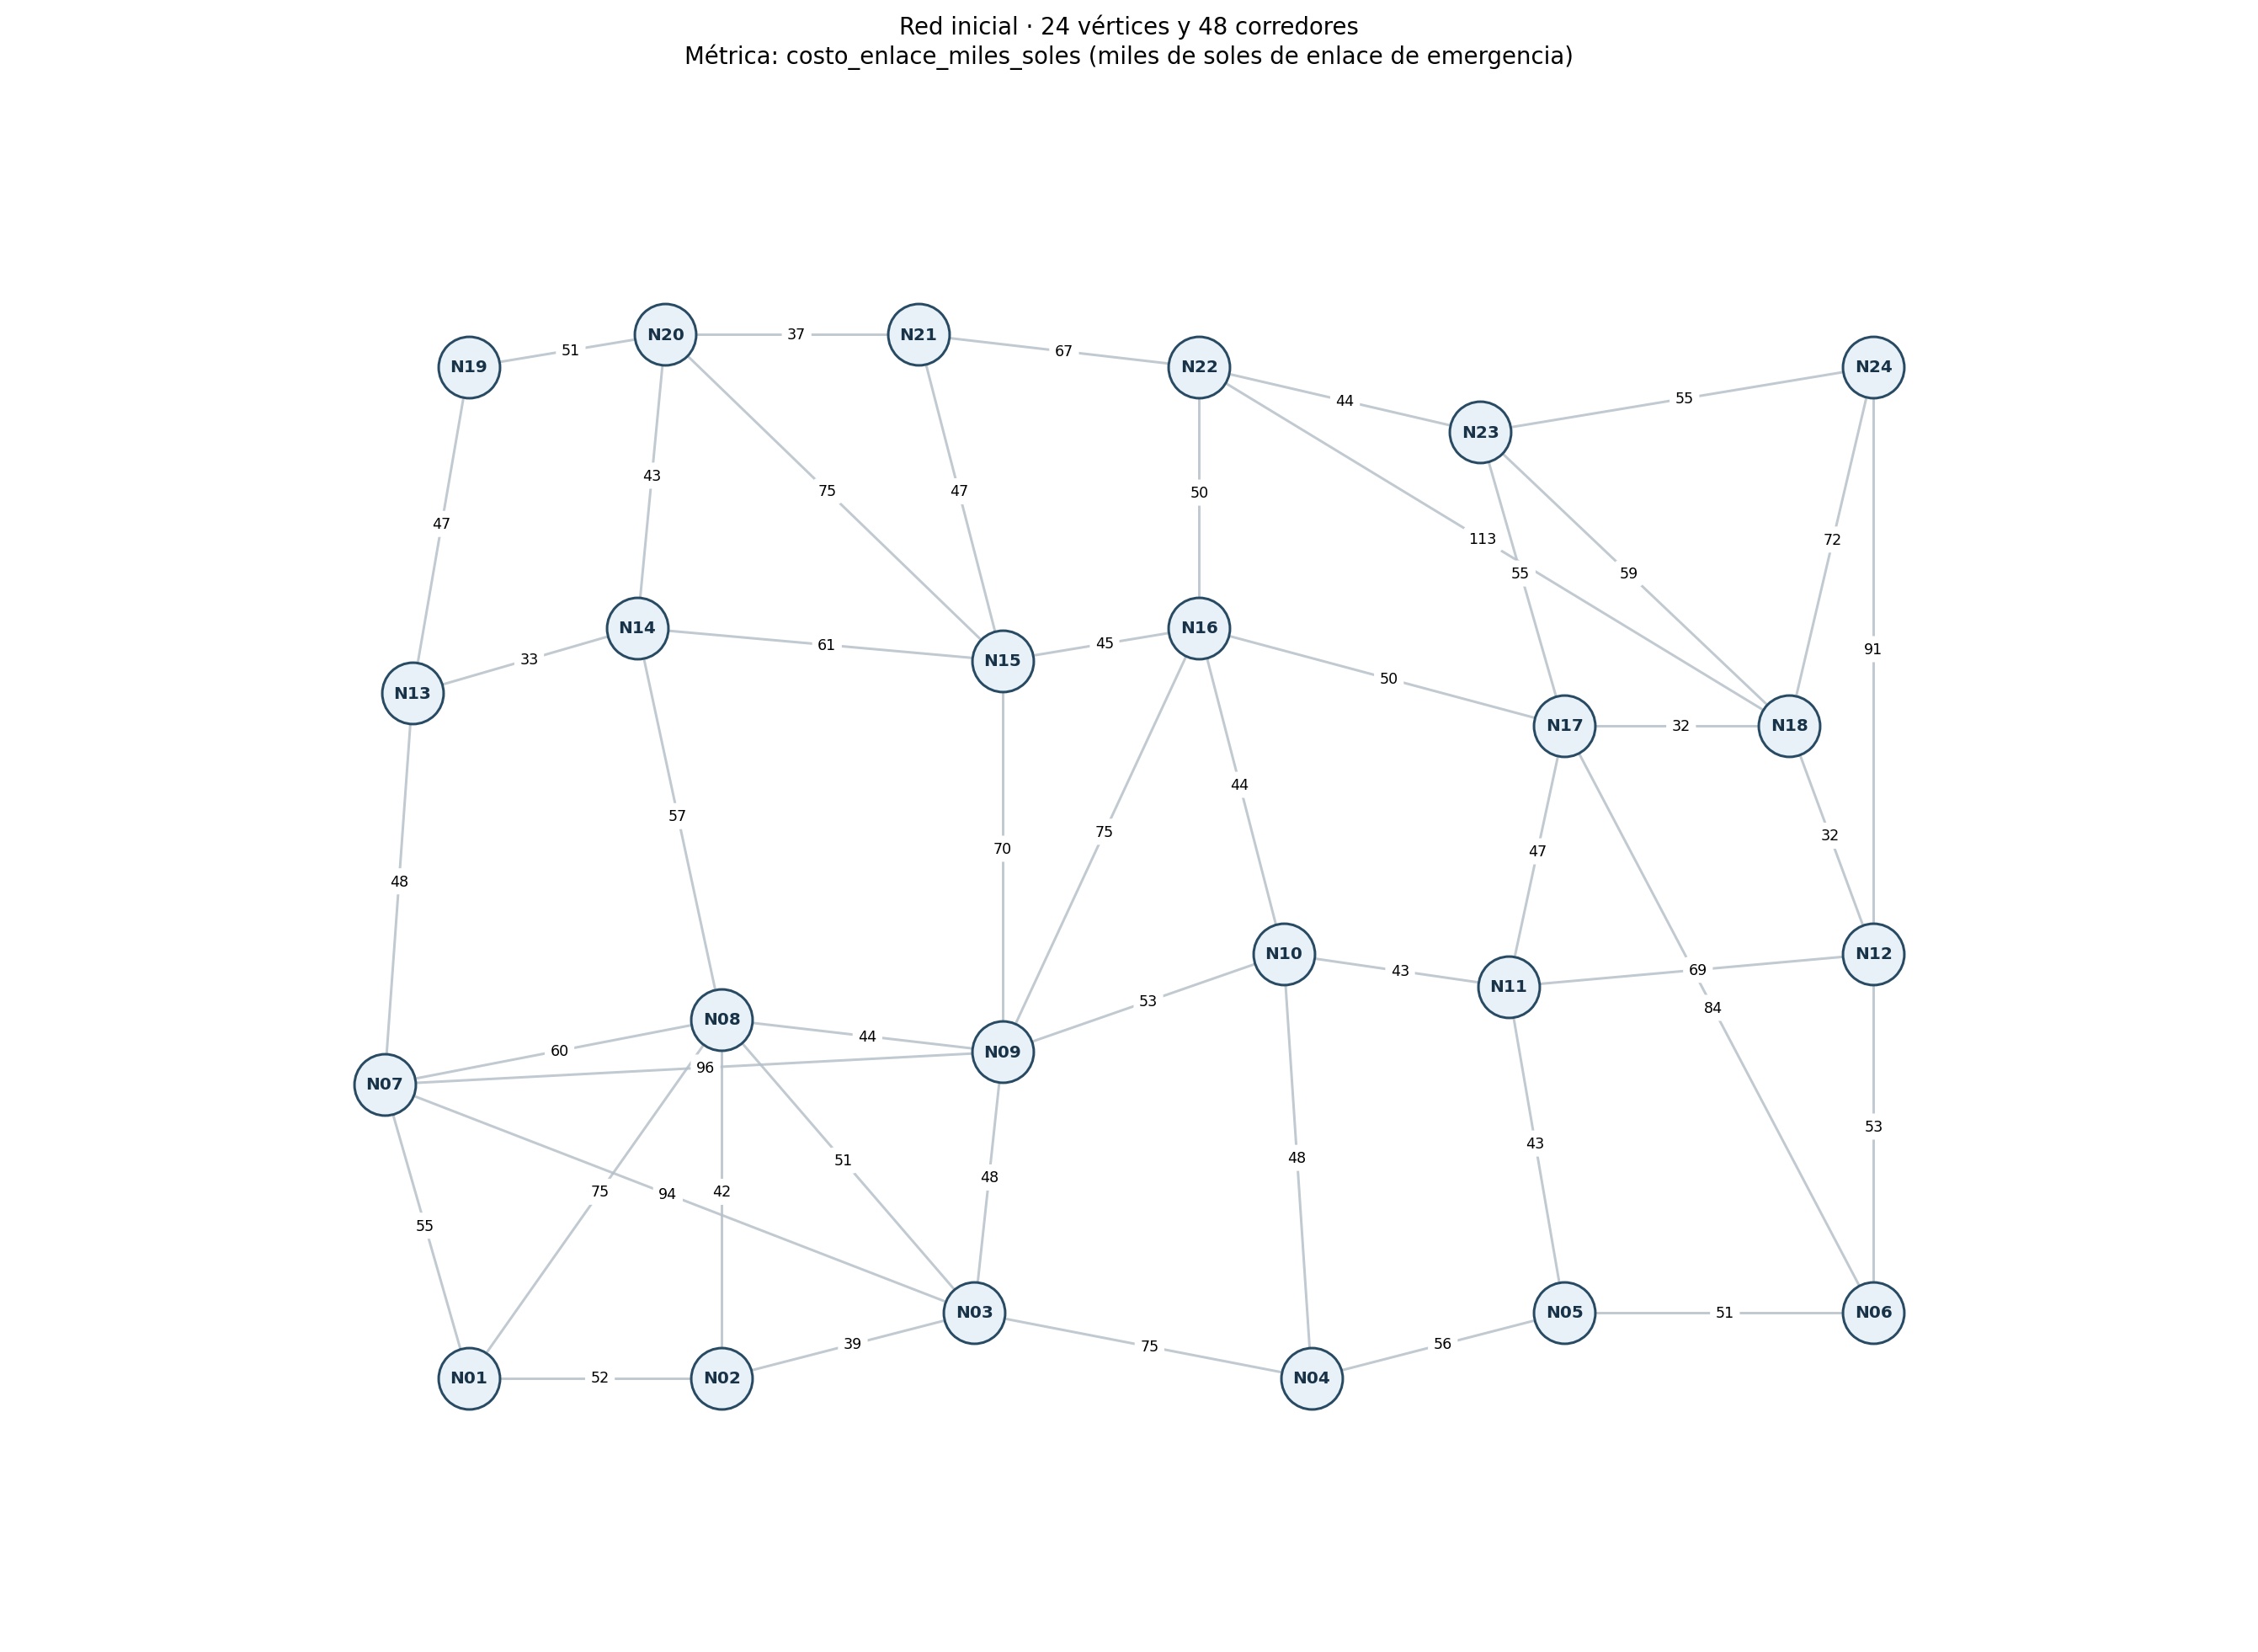 Red inicial · 24 vértices y 48 corredores
Métrica: costo_enlace_miles_soles (miles de soles de enlace de emergencia)
N20
37
N21
N19
51
67
N22
N24
44
55
N23
43
75
47
50
47
113
72
55
59
N14
N16
61
45
91
33
N15
N13
50
N17
32
N18
44
57
75
32
70
47
48
N10
N12
43
69
N11
53
84
N08
44
60
N09
96
N07
53
43
48
51
48
75
42
94
55
N03
N05
51
N06
39
75
56
N01
52
N02
N04